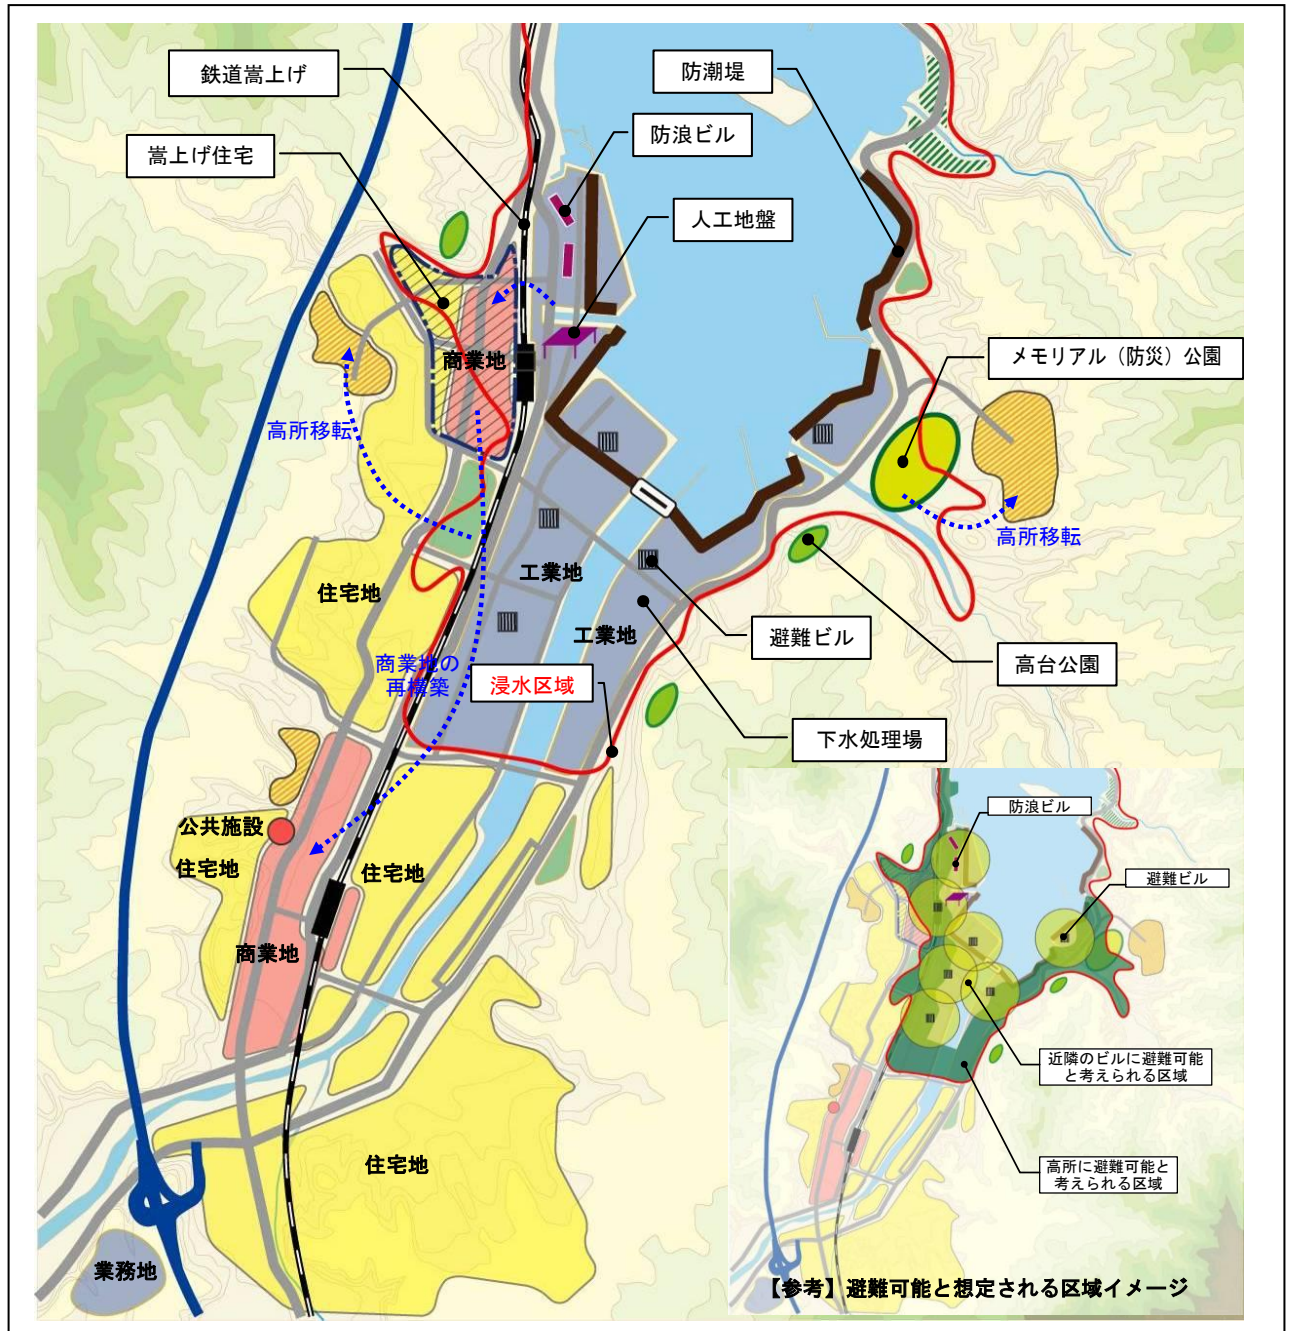 鉄道嵩上げ
防潮堤
防浪ビル
嵩上げ住宅
人工地盤
メモリアル（防災）公園
商業地
高所移転
高所移転
工業地
住宅地
工業地
避難ビル
高台公園
商業地の
再構築
浸水区域
下水処理場
公共施設
住宅地
住宅地
商業地
住宅地
業務地
防浪ビル
避難ビル
近隣のビルに避難可能
と考えられる区域
高所に避難可能と
考えられる区域
【参考】避難可能と想定される区域イメージ